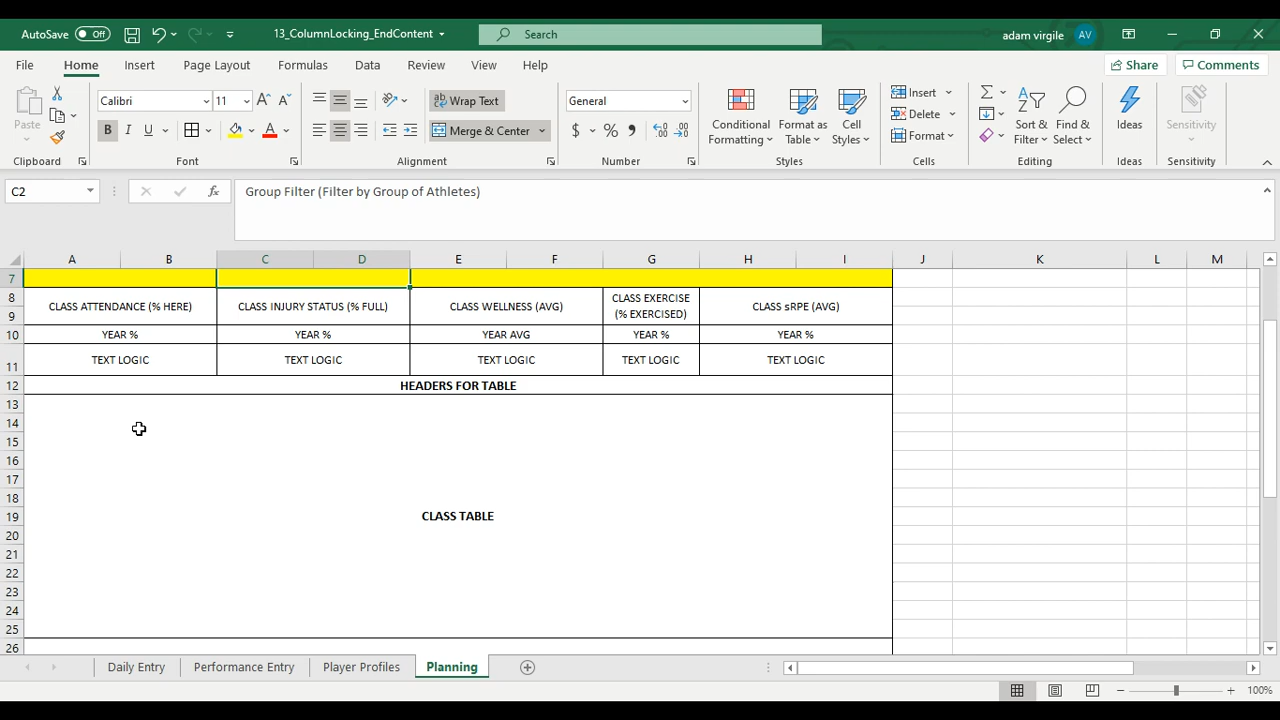 AutoSave Off 13_ColumnLocking_EndContent Search adam virgile AV
File Home Insert Page Layout Formulas Data Review View Help Share Comments
Paste
Calibri 11
B I U A
Wrap Text
Merge & Center
General
$ % 9
Conditional Formatting
Format as Table
Cell Styles
Insert
Delete
Format
Sort & Filter
Find & Select
Ideas
Sensitivity
Clipboard Font Alignment Number Styles Cells Editing Ideas Sensitivity
C2 fx Group Filter (Filter by Group of Athletes)
A B C D E F G H I J K L M
7
8 CLASS ATTENDANCE (% HERE) CLASS INJURY STATUS (% FULL) CLASS WELLNESS (AVG) CLASS EXERCISE (% EXERCISED) CLASS sRPE (AVG)
9
10 YEAR % YEAR % YEAR AVG YEAR % YEAR %
11 TEXT LOGIC TEXT LOGIC TEXT LOGIC TEXT LOGIC TEXT LOGIC
12 HEADERS FOR TABLE
13
14
15
16
17
18
19 CLASS TABLE
20
21
22
23
24
25
26
Daily Entry Performance Entry Player Profiles Planning
100%